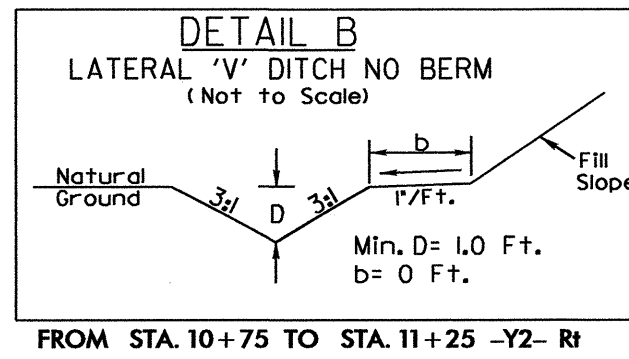 DETAIL B
LATERAL 'V' DITCH NO BERM
(Not to Scale)
b
Natural
Ground
3:1
D
3:1
1"/Ft.
Fill
Slope
Min. D= 1.0 Ft.
b= 0 Ft.
FROM STA. 10+75 TO STA. 11+25 -Y2- Rt